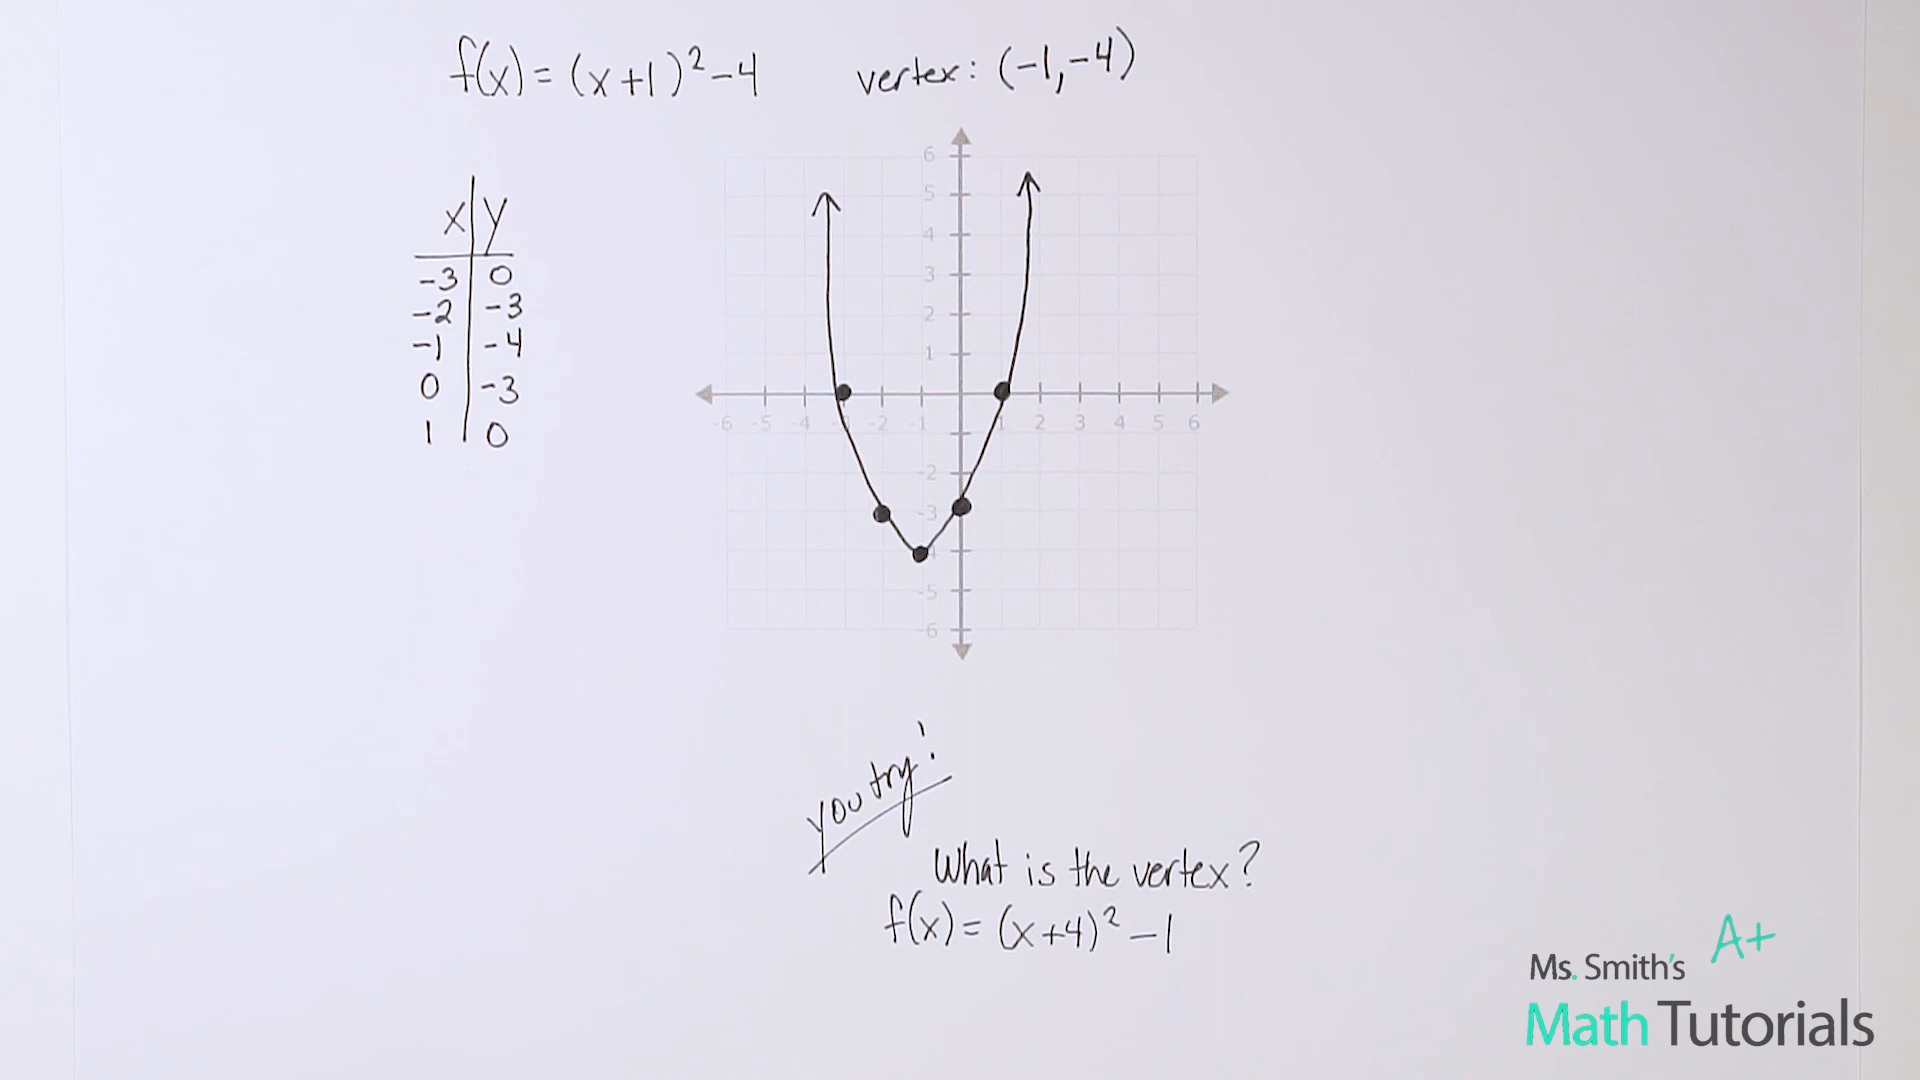 f(x) = (x+1)² -4
vertex: (-1, -4)
x y
-3 0
-2 -3
-1 -4
0 -3
1 0
6
5
4
3
2
1
-6 -5 -4 -2 -1 1 2 3 4 5 6
-2
-3
-5
-6
you try!
What is the vertex?
f(x) = (x+4)² -1
A+
Ms. Smith's
Math Tutorials